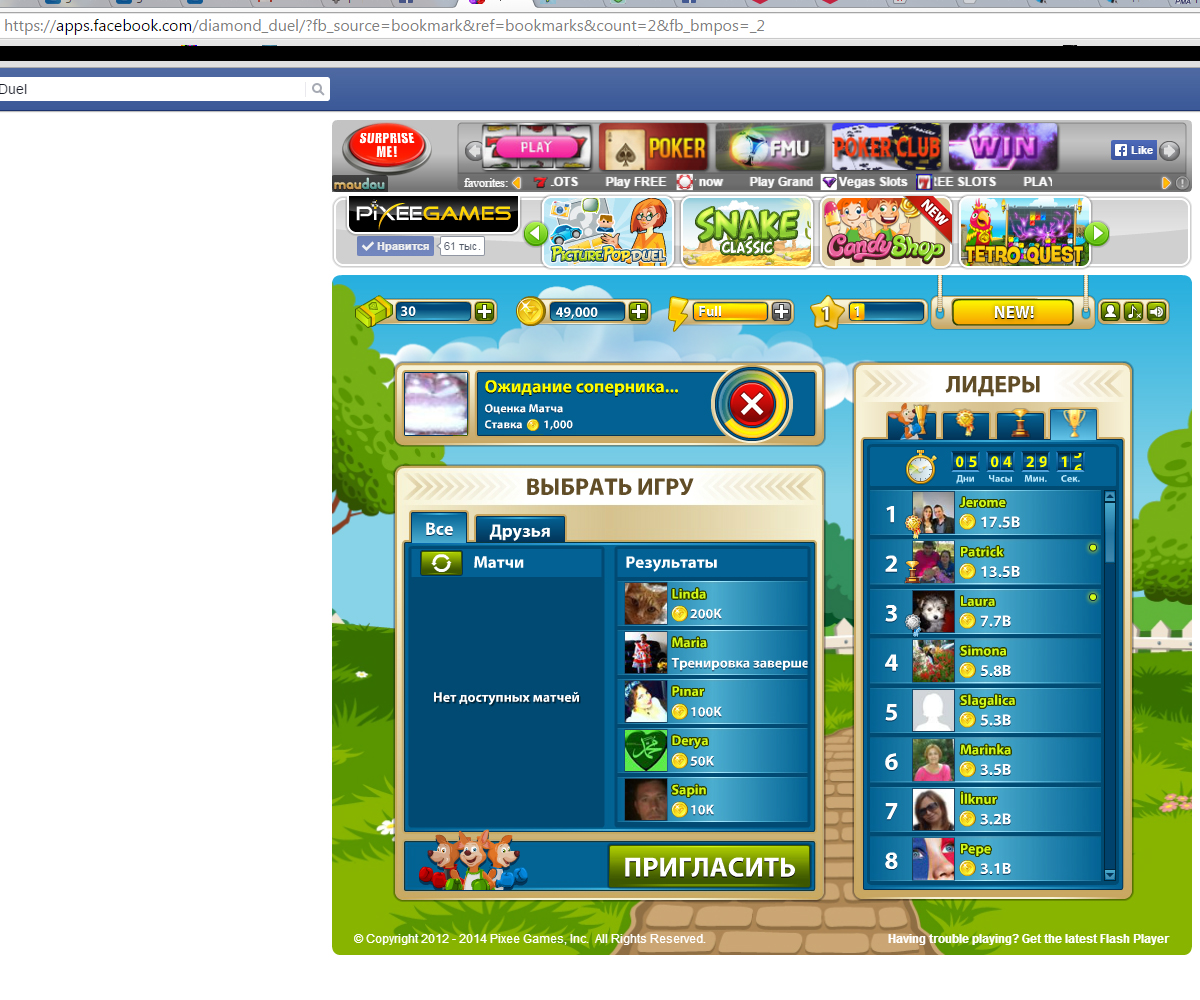 https://apps.facebook.com/diamond_duel/?fb_source=bookmark&ref=bookmarks&count=2&fb_bmpos=_2
Duel
SURPRISE
ME!
PLAY
POKER
FMU
POKER CLUB
WIN
Like
maudau
favorites:
7
.OTS
Play FREE
now
Play Grand
Vegas Slots
7
EE SLOTS
PLAY
PiXEEGAMES
Нравится
61 тыс.
PICTUREPOPDUEL
SNAKE
CLASSIC
NEW
Candy Shop
TETRO QUEST
30
49,000
Full
1
1
NEW!
Ожидание соперника...
Оценка Матча
Ставка 1,000
ВЫБРАТЬ ИГРУ
Все
Друзья
Матчи
Нет доступных матчей
Результаты
Linda
200K
Maria
Тренировка заверше
Pınar
100K
Derya
50K
Sapin
10K
ПРИГЛАСИТЬ
ЛИДЕРЫ
05 04 29
Дни Часы Мин. Сек.
1 Jerome
17.5B
2 Patrick
13.5B
3 Laura
7.7B
4 Simona
5.8B
5 Slagalica
5.3B
6 Marinka
3.5B
7 İlknur
3.2B
8 Pepe
3.1B
© Copyright 2012 - 2014 Pixee Games, Inc. All Rights Reserved.
Having trouble playing? Get the latest Flash Player